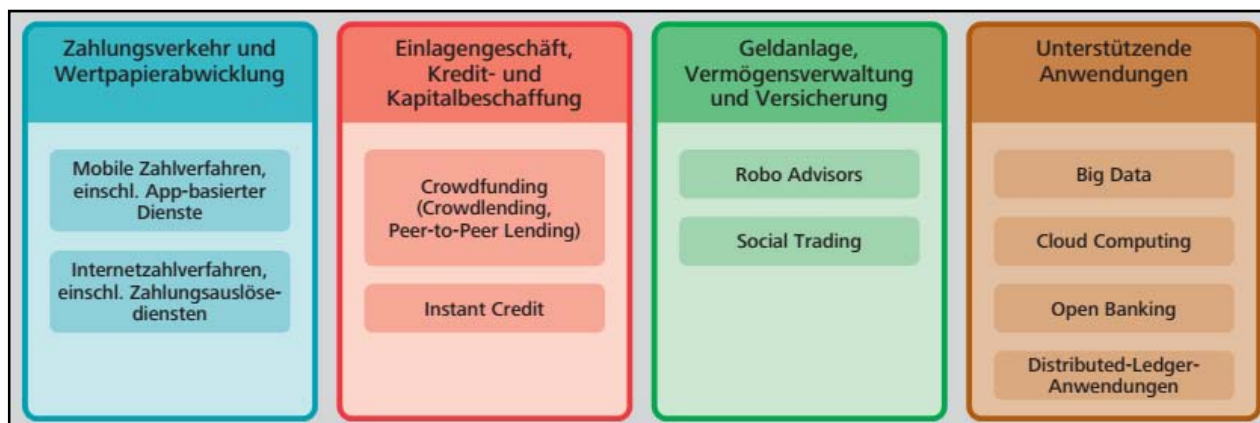 Zahlungsverkehr und
Wertpapierabwicklung
Mobile Zahlverfahren,
einschl. App-basierter
Dienste
Internetzahlverfahren,
einschl. Zahlungsauslöse-
diensten
Einlagengeschäft,
Kredit- und
Kapitalbeschaffung
Crowdfunding
(Crowdlending,
Peer-to-Peer Lending)
Instant Credit
Geldanlage,
Vermögensverwaltung
und Versicherung
Robo Advisors
Social Trading
Unterstützende
Anwendungen
Big Data
Cloud Computing
Open Banking
Distributed-Ledger-
Anwendungen